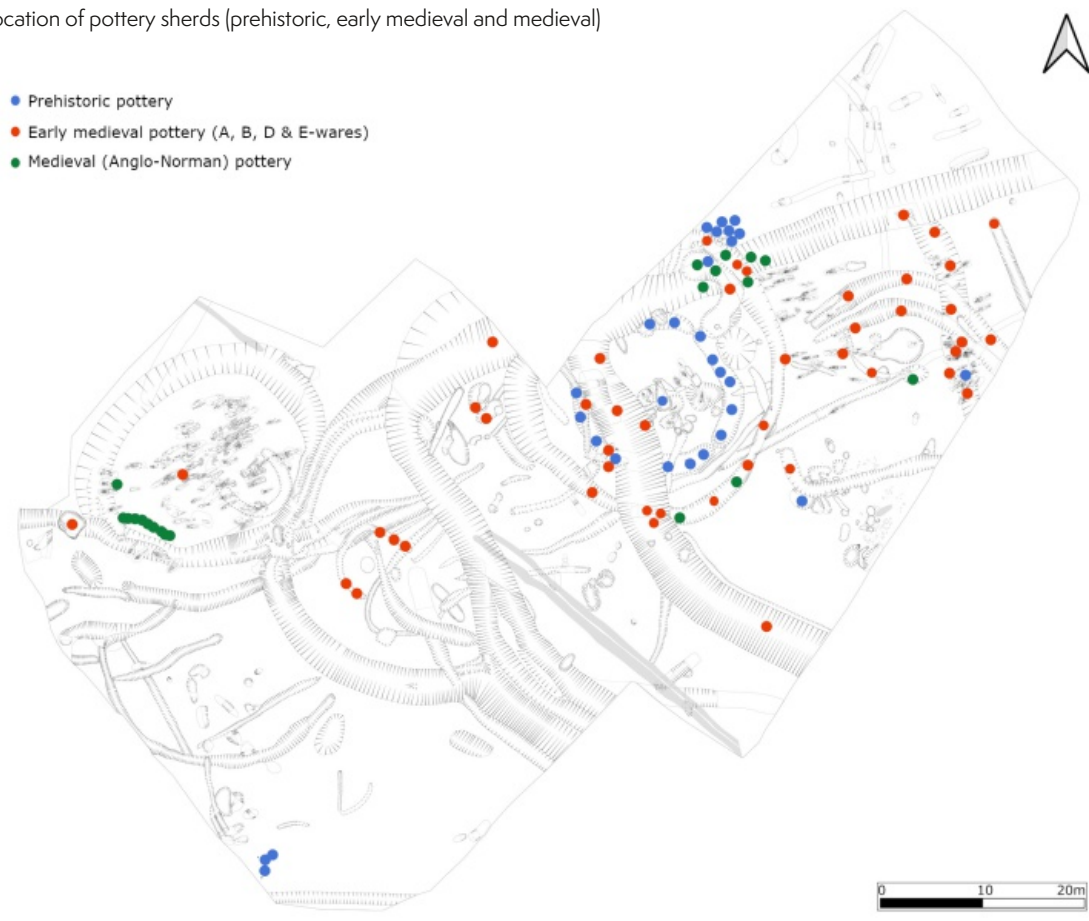 ocation of pottery sherds (prehistoric, early medieval and medieval)
Prehistoric pottery
Early medieval pottery (A, B, D & E-wares)
Medieval (Anglo-Norman) pottery
0 10 20m